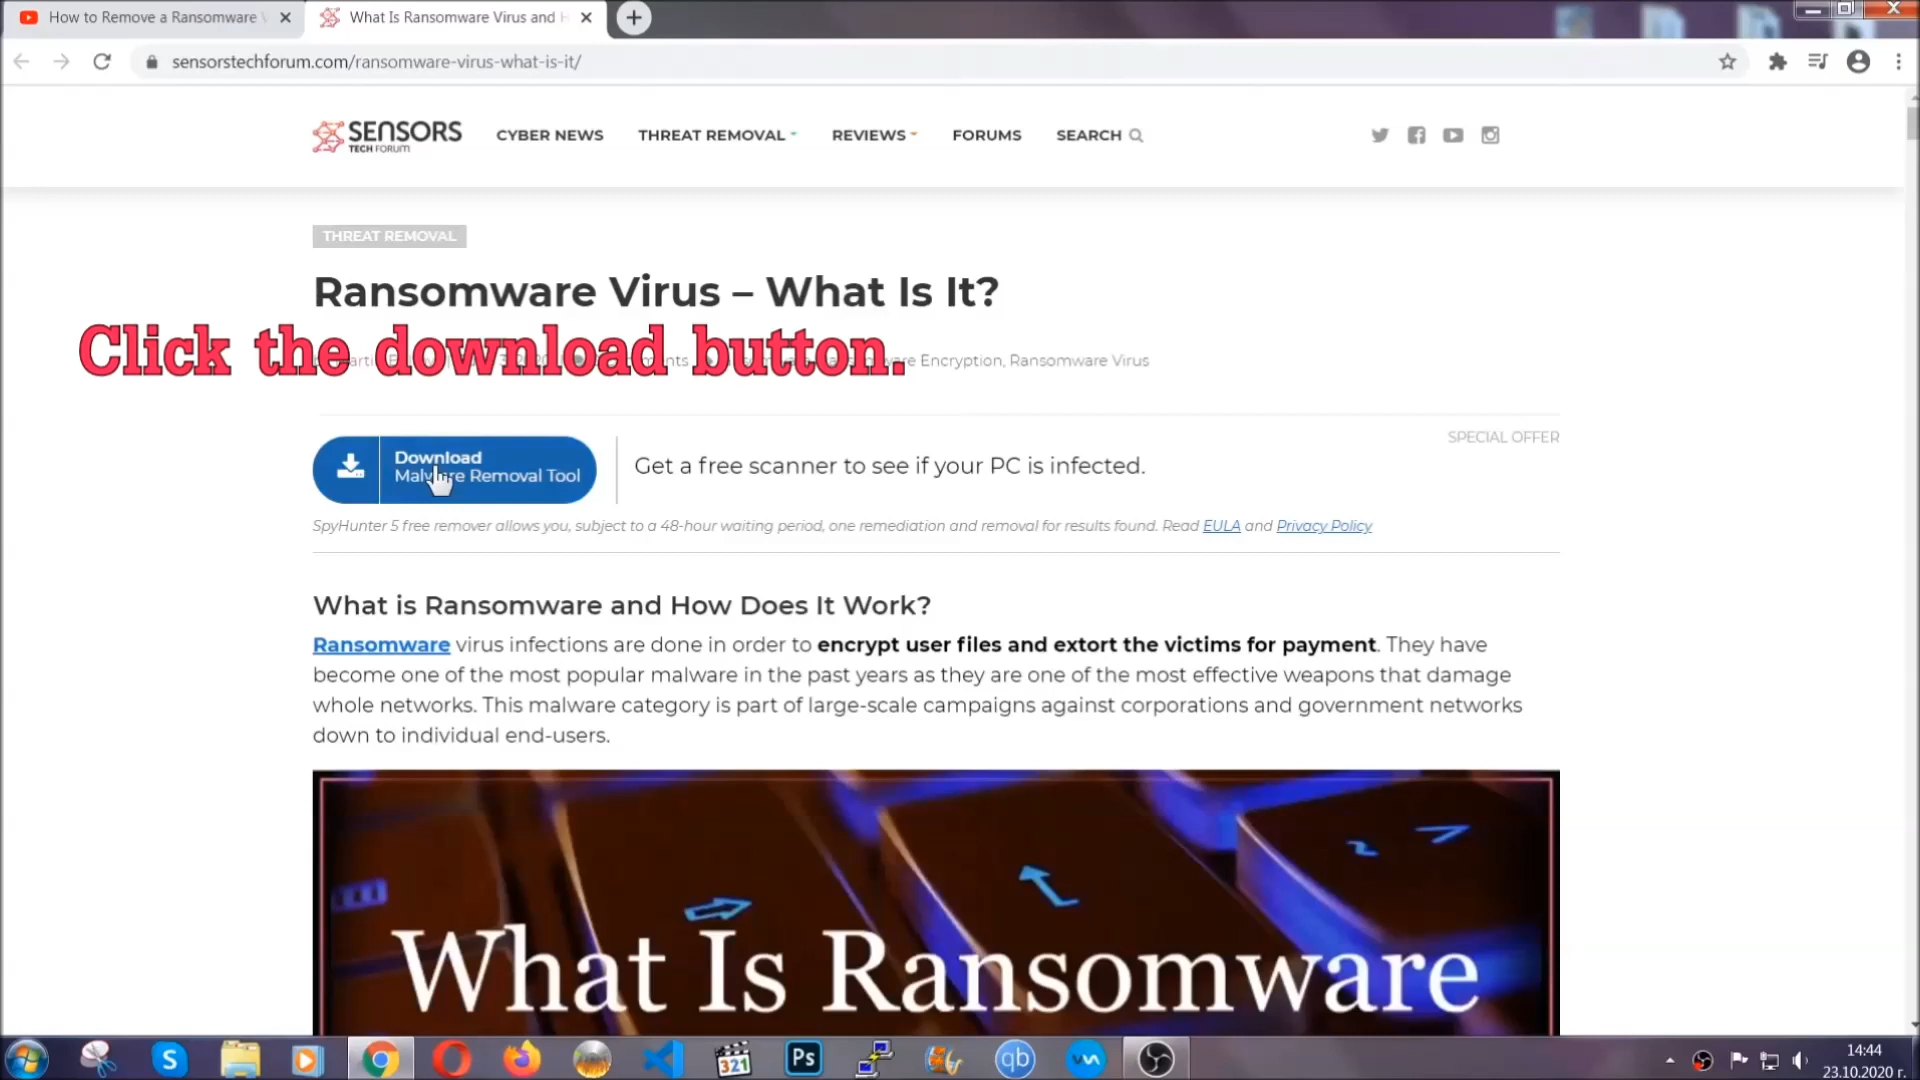 How to Remove a Ransomware V
What Is Ransomware Virus and H
sensorstechforum.com/ransomware-virus-what-is-it/
SENSORS
TECH FORUM
CYBER NEWS
THREAT REMOVAL
REVIEWS
FORUMS
SEARCH
THREAT REMOVAL
Ransomware Virus – What Is It?
Click the download button.
Encryption, Ransomware Virus
SPECIAL OFFER
Download
Malware Removal Tool
Get a free scanner to see if your PC is infected.
SpyHunter 5 free remover allows you, subject to a 48-hour waiting period, one remediation and removal for results found. Read EULA and Privacy Policy
What is Ransomware and How Does It Work?
Ransomware virus infections are done in order to encrypt user files and extort the victims for payment. They have
become one of the most popular malware in the past years as they are one of the most effective weapons that damage
whole networks. This malware category is part of large-scale campaigns against corporations and government networks
down to individual end-users.
What Is Ransomware
S
321
Ps
qb
14:44
23.10.2020 г.